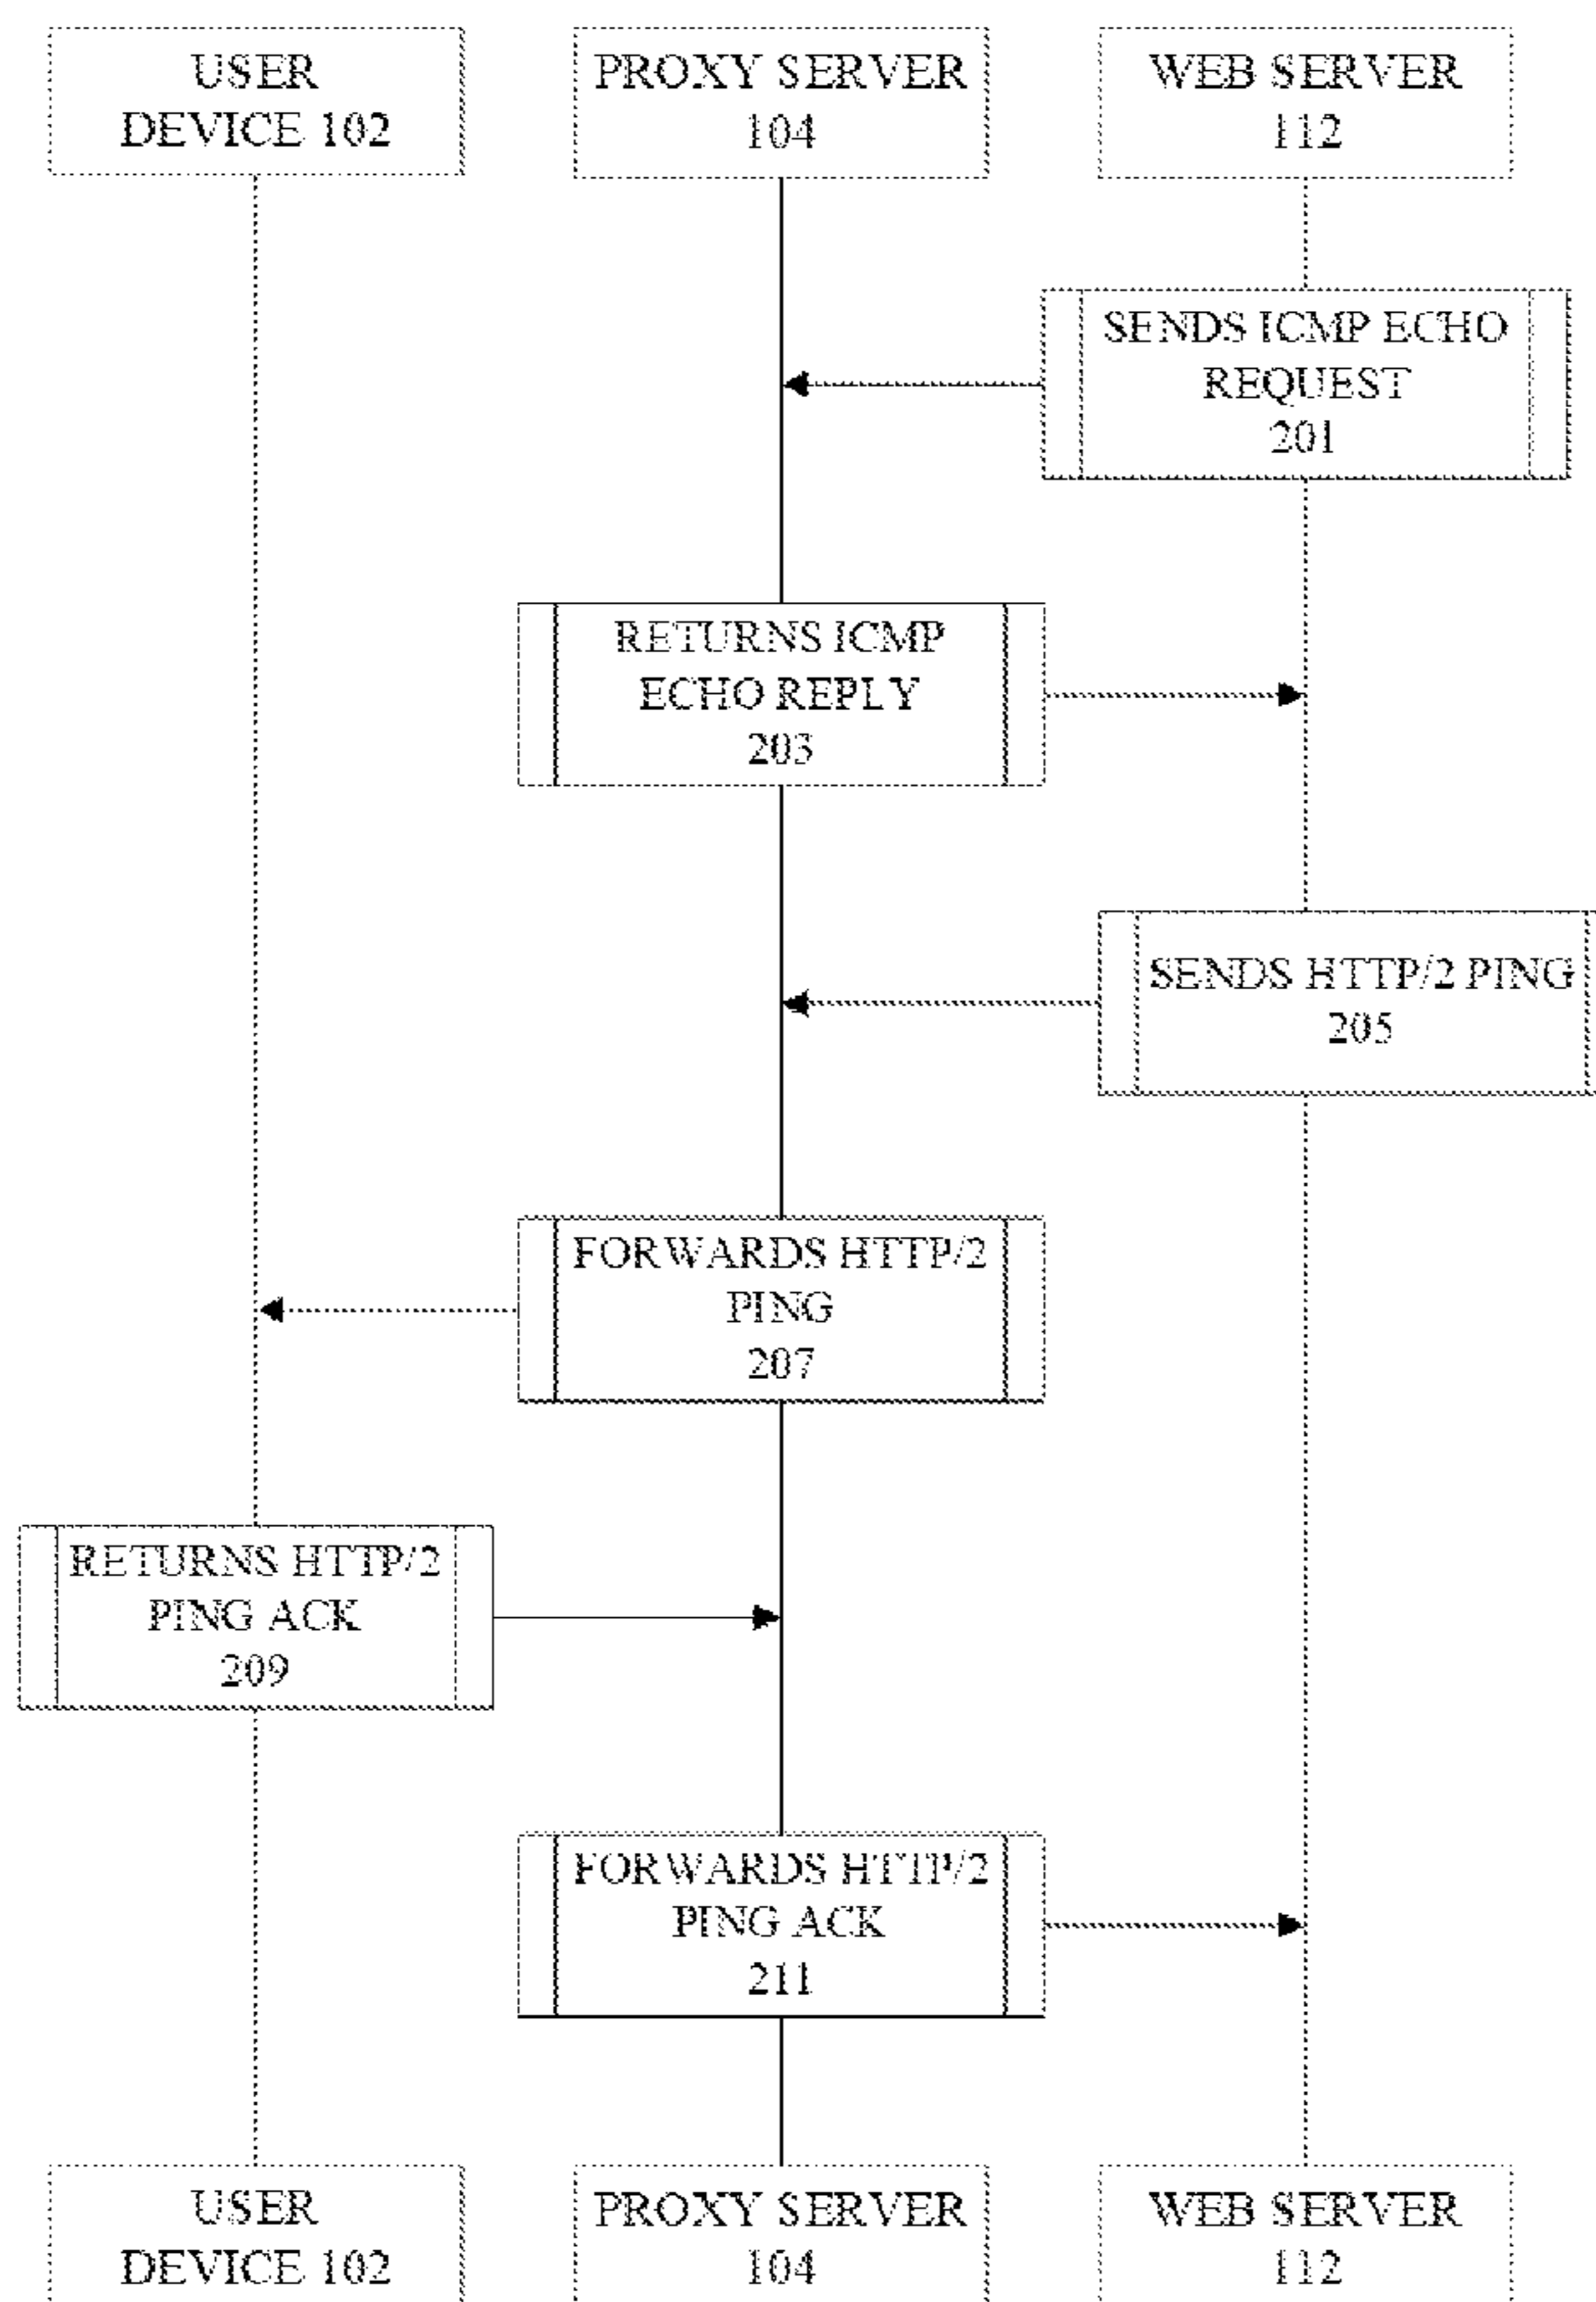 USER
DEVICE 102
PROXY SERVER
104
WEB SERVER
112
SENDS ICMP ECHO
REQUEST
201
RETURNS ICMP
ECHO REPLY
203
SENDS HTTP/2 PING
205
FORWARDS HTTP/2
PING
207
RETURNS HTTP/2
PING ACK
209
FORWARDS HTTP/2
PING ACK
211
USER
DEVICE 102
PROXY SERVER
104
WEB SERVER
112